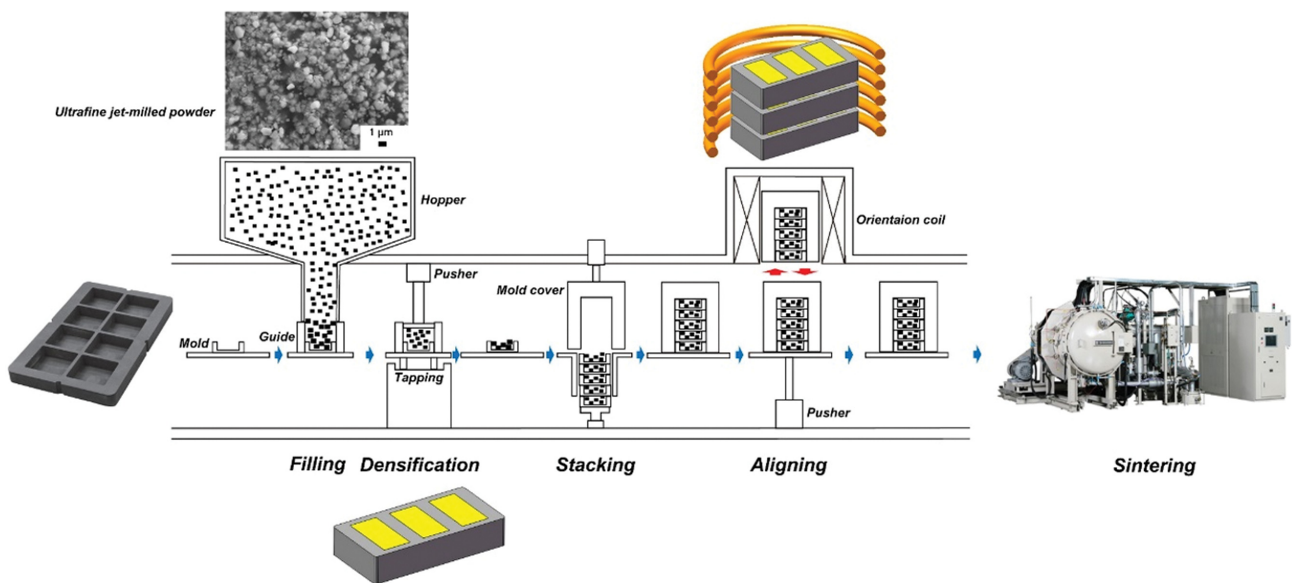 Ultrafine jet-milled powder
1 μm
Hopper
Orientaion coil
Pusher
Mold cover
Mold
Guide
Tapping
Pusher
Filling
Densification
Stacking
Aligning
Sintering